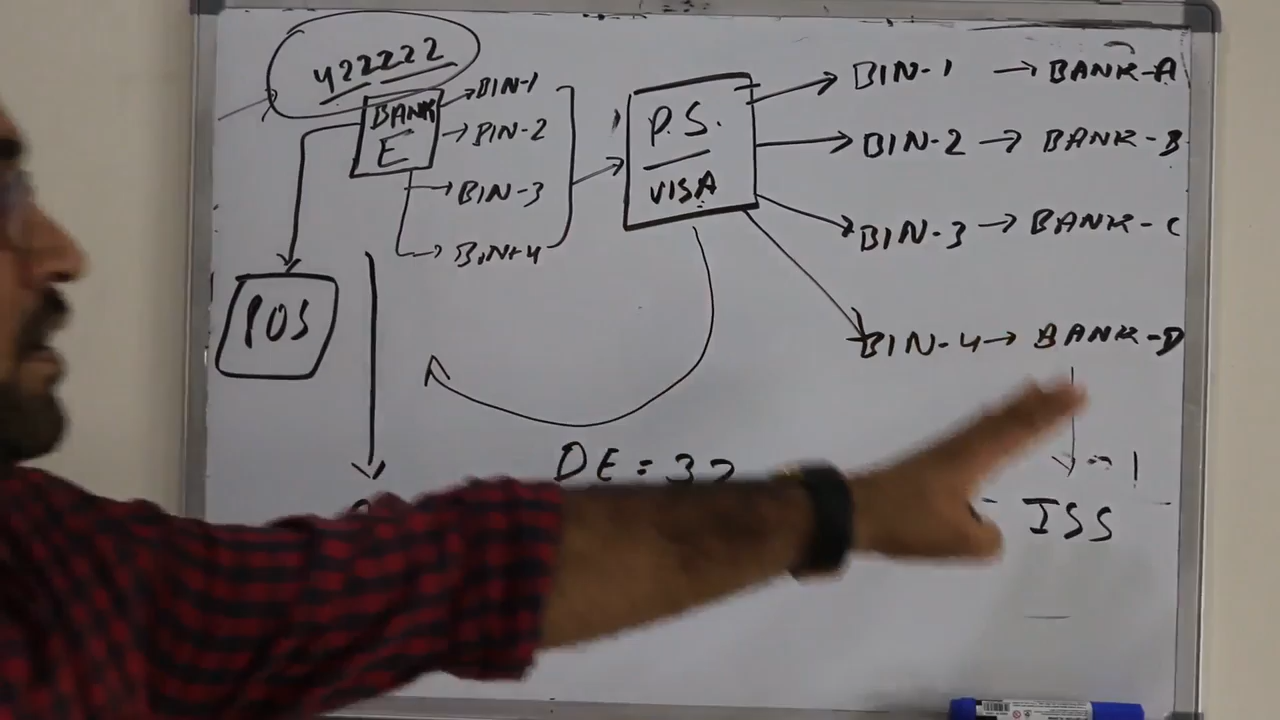 422222
BANK
E
BIN-1
BIN-2
BIN-3
BIN-4
POS
P.S.
VISA
BIN-1 → BANK-A
BIN-2 → BANK-B
BIN-3 → BANK-C
BIN-4 → BANK-D
DE = 32
ISS